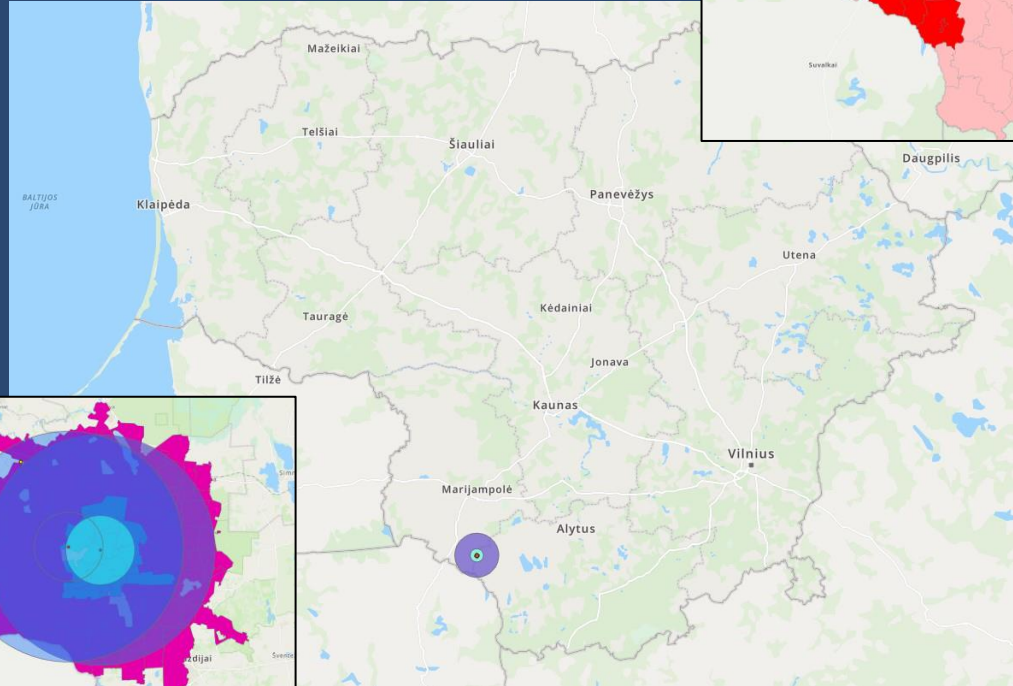 Mažeikiai
Suvalkai
Telšiai
Šiauliai
Daugpilis
BALTIJOS
JŪRA
Klaipėda
Panevėžys
Utena
Kėdainiai
Tauragė
Jonava
Tilžė
Kaunas
Vilnius
Marijampolė
Alytus